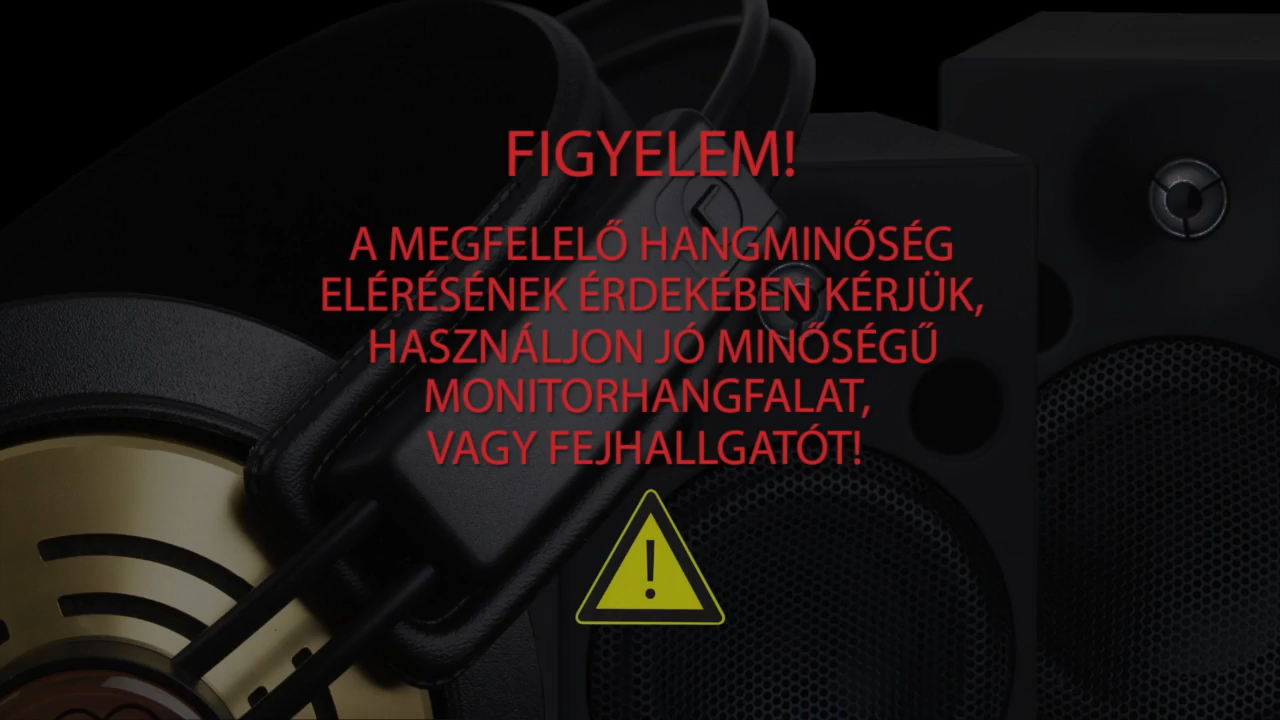 FIGYELEM!
A MEGFELELŐ HANGMINŐSÉG
ELÉRÉSÉNEK ÉRDEKÉBEN KÉRJÜK,
HASZNÁLJON JÓ MINŐSÉGŰ
MONITORHANGFALAT,
VAGY FEJHALLGATÓT!
!
L